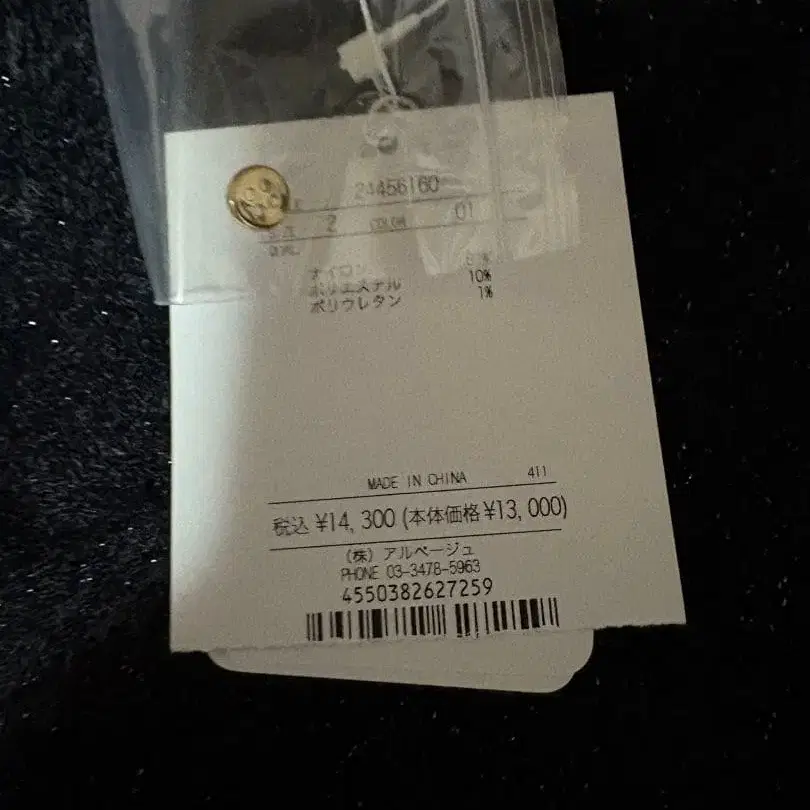 24456160
2 COLOR 01
QUAL
ナイロン
ポリエステル 10%
ポリウレタン 1%
MADE IN CHINA 411
税込 ¥14,300 (本体価格 ¥13,000)
(株) アルページュ
PHONE 03-3478-5963
4550382627259